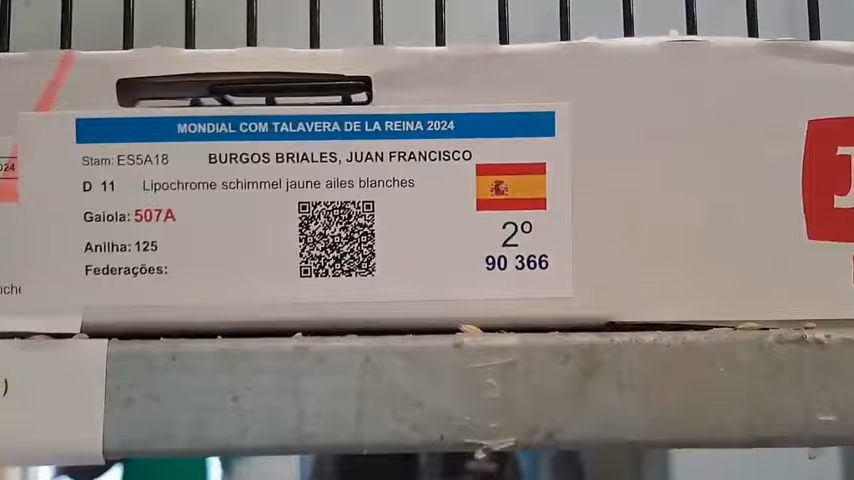 MONDIAL COM TALAVERA DE LA REINA 2024
Stam: ES5A18 BURGOS BRIALES, JUAN FRANCISCO
D 11 Lipochrome schimmel jaune ailes blanches
Gaiola: 507A
Anilha: 125
Federações:
2º
90 366
024
)